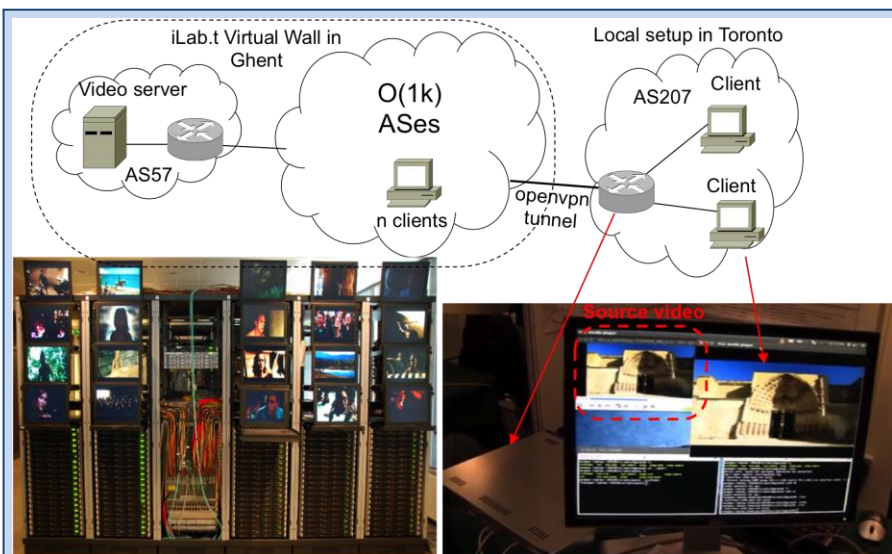 iLab.t Virtual Wall in
Ghent
Local setup in Toronto
Video server
AS57
O(1k)
ASes
n clients
openvpn
tunnel
AS207
Client
Client
Source video